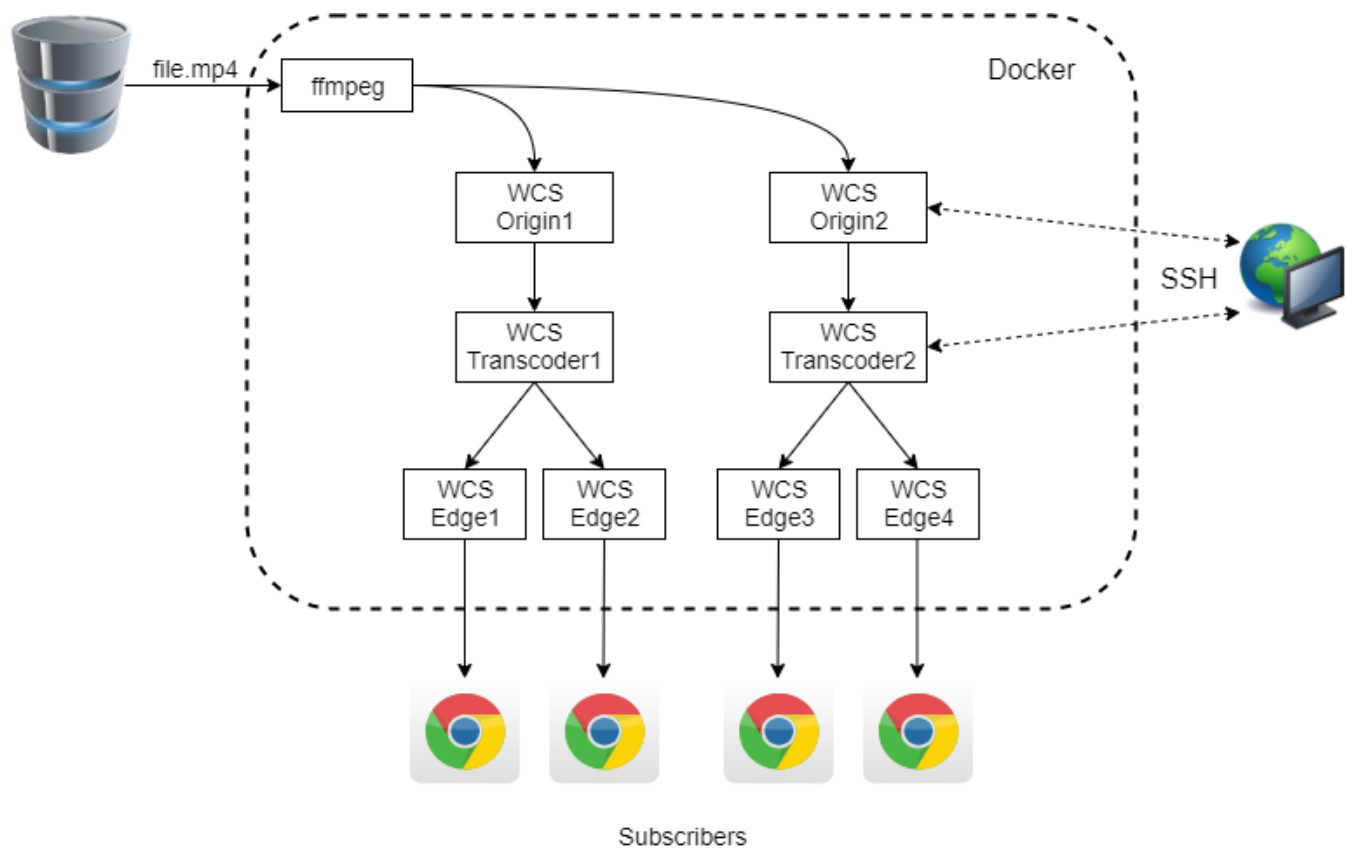 file.mp4
ffmpeg
Docker
WCS
Origin1
WCS
Origin2
SSH
WCS
Transcoder1
WCS
Transcoder2
WCS
Edge1
WCS
Edge2
WCS
Edge3
WCS
Edge4
Subscribers